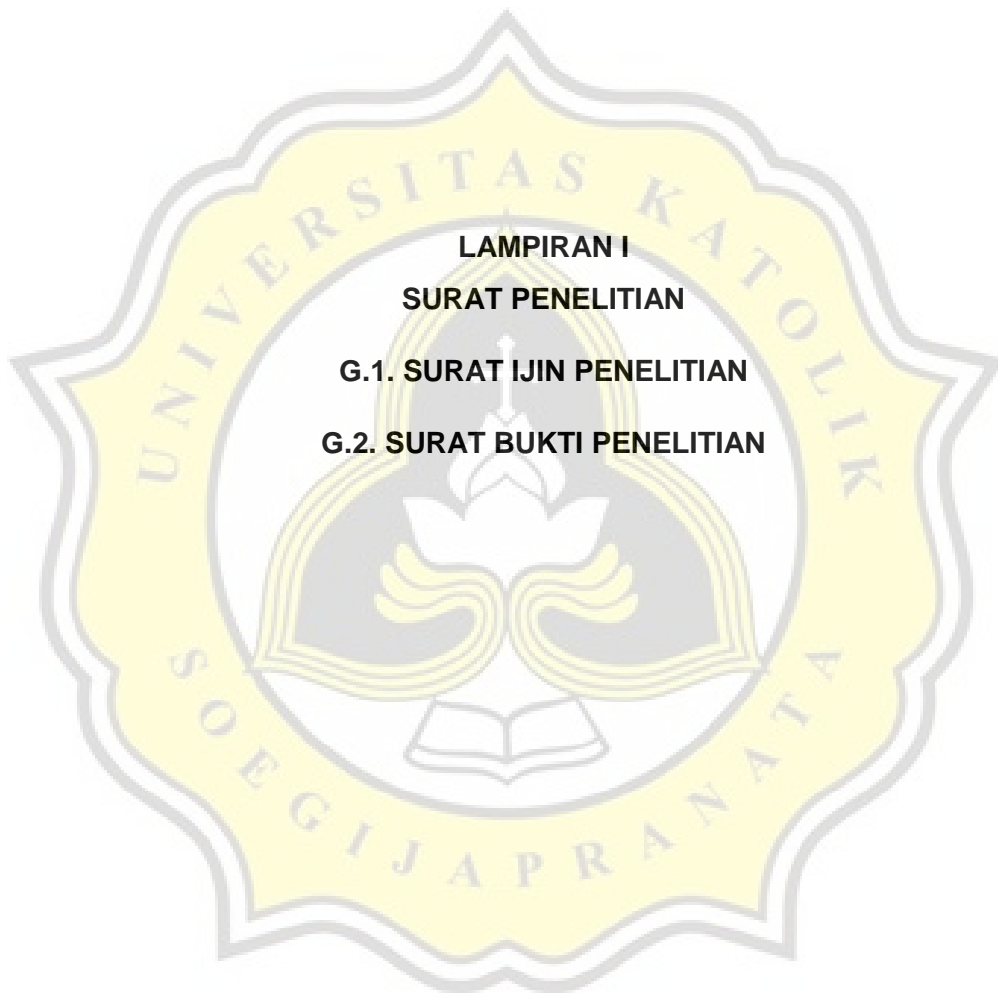 UNIVERSITAS KATOLIK
LAMPIRAN I
SURAT PENELITIAN
G.1. SURAT IJIN PENELITIAN
G.2. SURAT BUKTI PENELITIAN
SOEGIJAPRANATA